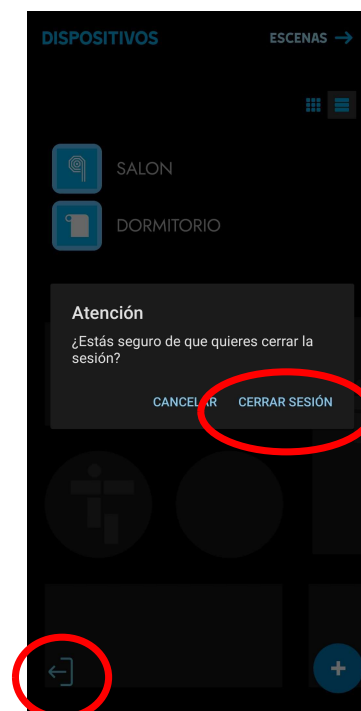 DISPOSITIVOS
ESCENAS →
SALON
DORMITORIO
Atención
¿Estás seguro de que quieres cerrar la
sesión?
CANCELAR CERRAR SESIÓN
+